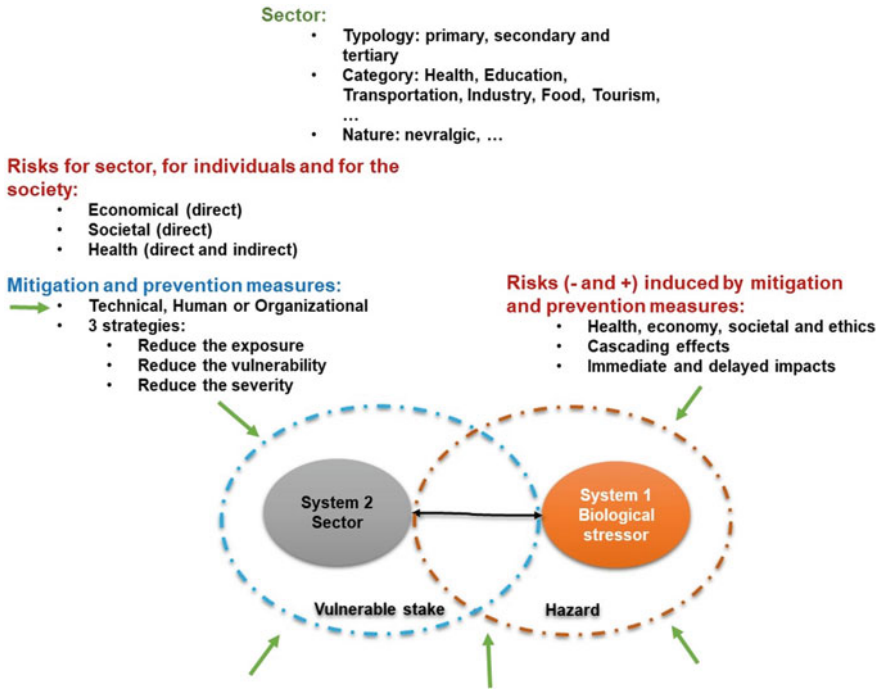 Sector:
• Typology: primary, secondary and
tertiary
• Category: Health, Education,
Transportation, Industry, Food, Tourism,
…
• Nature: nevralgic, …
Risks for sector, for individuals and for the
society:
• Economical (direct)
• Societal (direct)
• Health (direct and indirect)
Mitigation and prevention measures:
• Technical, Human or Organizational
• 3 strategies:
• Reduce the exposure
• Reduce the vulnerability
• Reduce the severity
Risks (- and +) induced by mitigation
and prevention measures:
• Health, economy, societal and ethics
• Cascading effects
• Immediate and delayed impacts
System 2
Sector
System 1
Biological
stressor
Vulnerable stake
Hazard